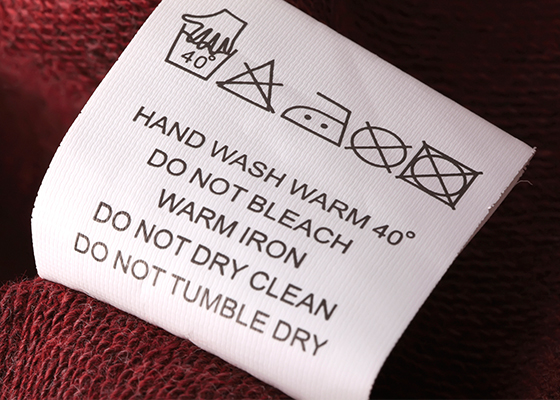 40°
HAND WASH WARM 40°
DO NOT BLEACH
WARM IRON
DO NOT DRY CLEAN
DO NOT TUMBLE DRY